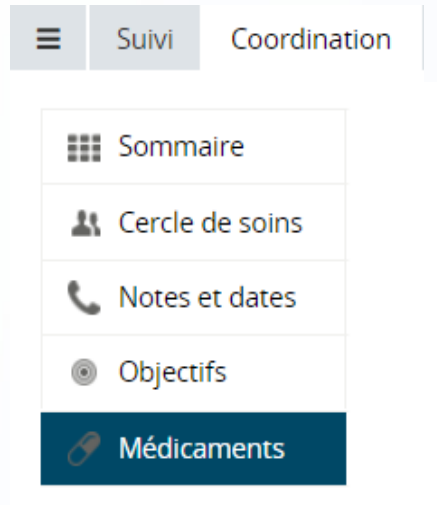 Suivi Coordination
Sommaire
Cercle de soins
Notes et dates
Objectifs
Médicaments